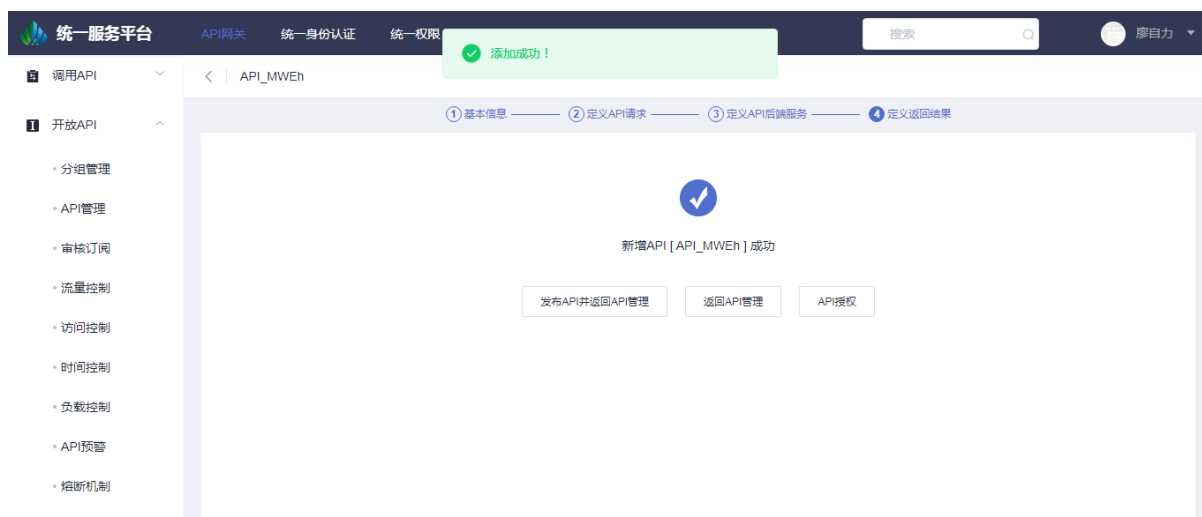 统一服务平台 API网关 统一身份认证 统一权限 搜索 廖自力
添加成功！
调用API
API_MWEh
开放API
1 基本信息 2 定义API请求 3 定义API后端服务 4 定义返回结果
分组管理
API管理
审核订阅
流量控制
访问控制
时间控制
负载控制
API预警
熔断机制
新增API [ API_MWEh ] 成功
发布API并返回API管理 返回API管理 API授权